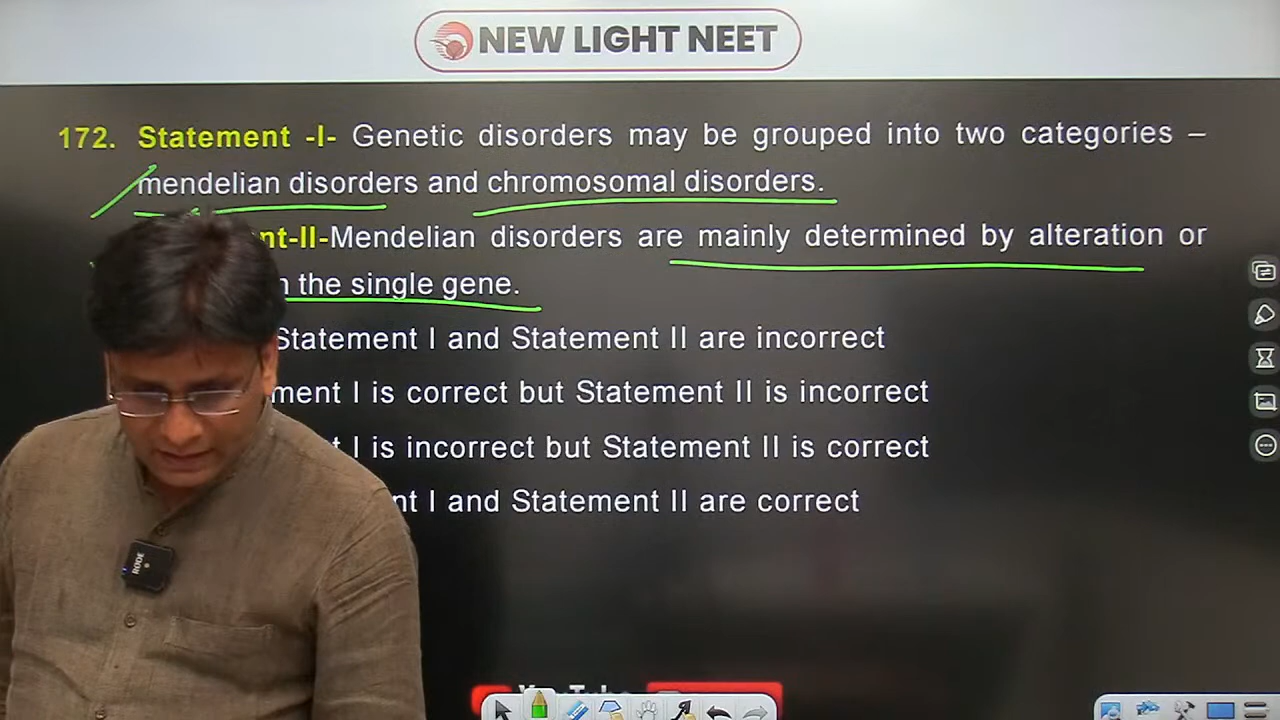 NEW LIGHT NEET
172. Statement -I- Genetic disorders may be grouped into two categories –
mendelian disorders and chromosomal disorders.
nt-II-Mendelian disorders are mainly determined by alteration or
n the single gene.
Statement I and Statement II are incorrect
ment I is correct but Statement II is incorrect
t I is incorrect but Statement II is correct
nt I and Statement II are correct
RODE